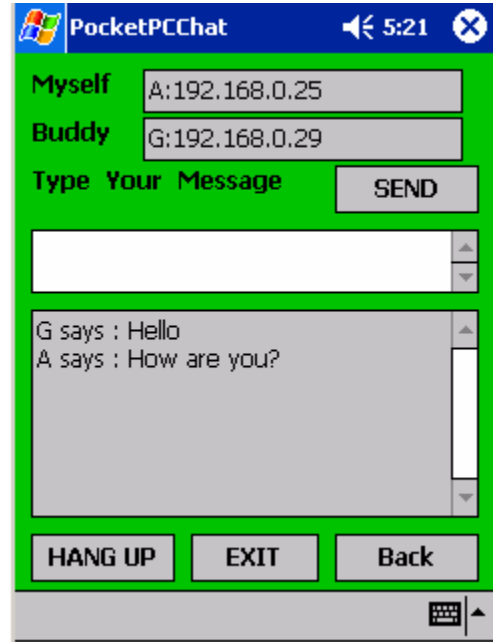 PocketPCChat 5:21
Myself A:192.168.0.25
Buddy G:192.168.0.29
Type Your Message SEND
G says : Hello
A says : How are you?
HANG UP EXIT Back